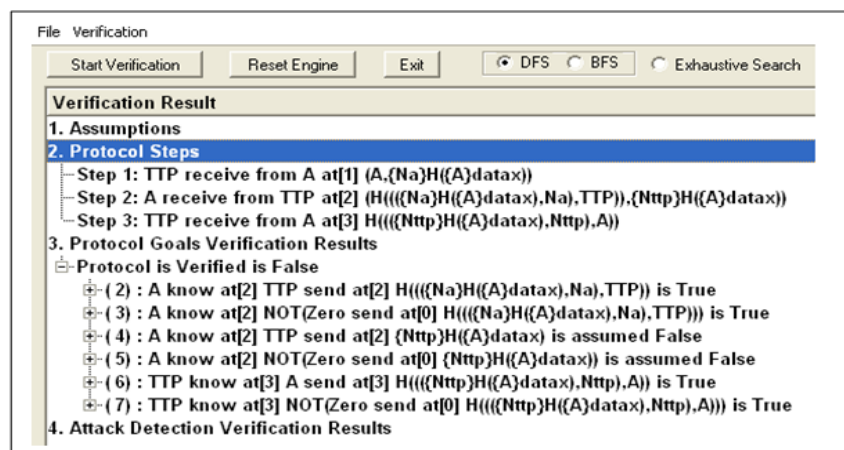 File Verification
Start Verification Reset Engine Exit DFS BFS Exhaustive Search
Verification Result
1. Assumptions
2. Protocol Steps
Step 1: TTP receive from A at[1] (A,{Na}H({A}datax))
Step 2: A receive from TTP at[2] (H((({Na}H({A}datax),Na),TTP)),{Nttp}H({A}datax))
Step 3: TTP receive from A at[3] H((({Nttp}H({A}datax),Nttp),A))
3. Protocol Goals Verification Results
Protocol is Verified is False
( 2) : A know at[2] TTP send at[2] H((({Na}H({A}datax),Na),TTP)) is True
( 3) : A know at[2] NOT(Zero send at[0] H((({Na}H({A}datax),Na),TTP))) is True
( 4) : A know at[2] TTP send at[2] {Nttp}H({A}datax) is assumed False
( 5) : A know at[2] NOT(Zero send at[0] {Nttp}H({A}datax)) is assumed False
( 6) : TTP know at[3] A send at[3] H((({Nttp}H({A}datax),Nttp),A)) is True
( 7) : TTP know at[3] NOT(Zero send at[0] H((({Nttp}H({A}datax),Nttp),A))) is True
4. Attack Detection Verification Results